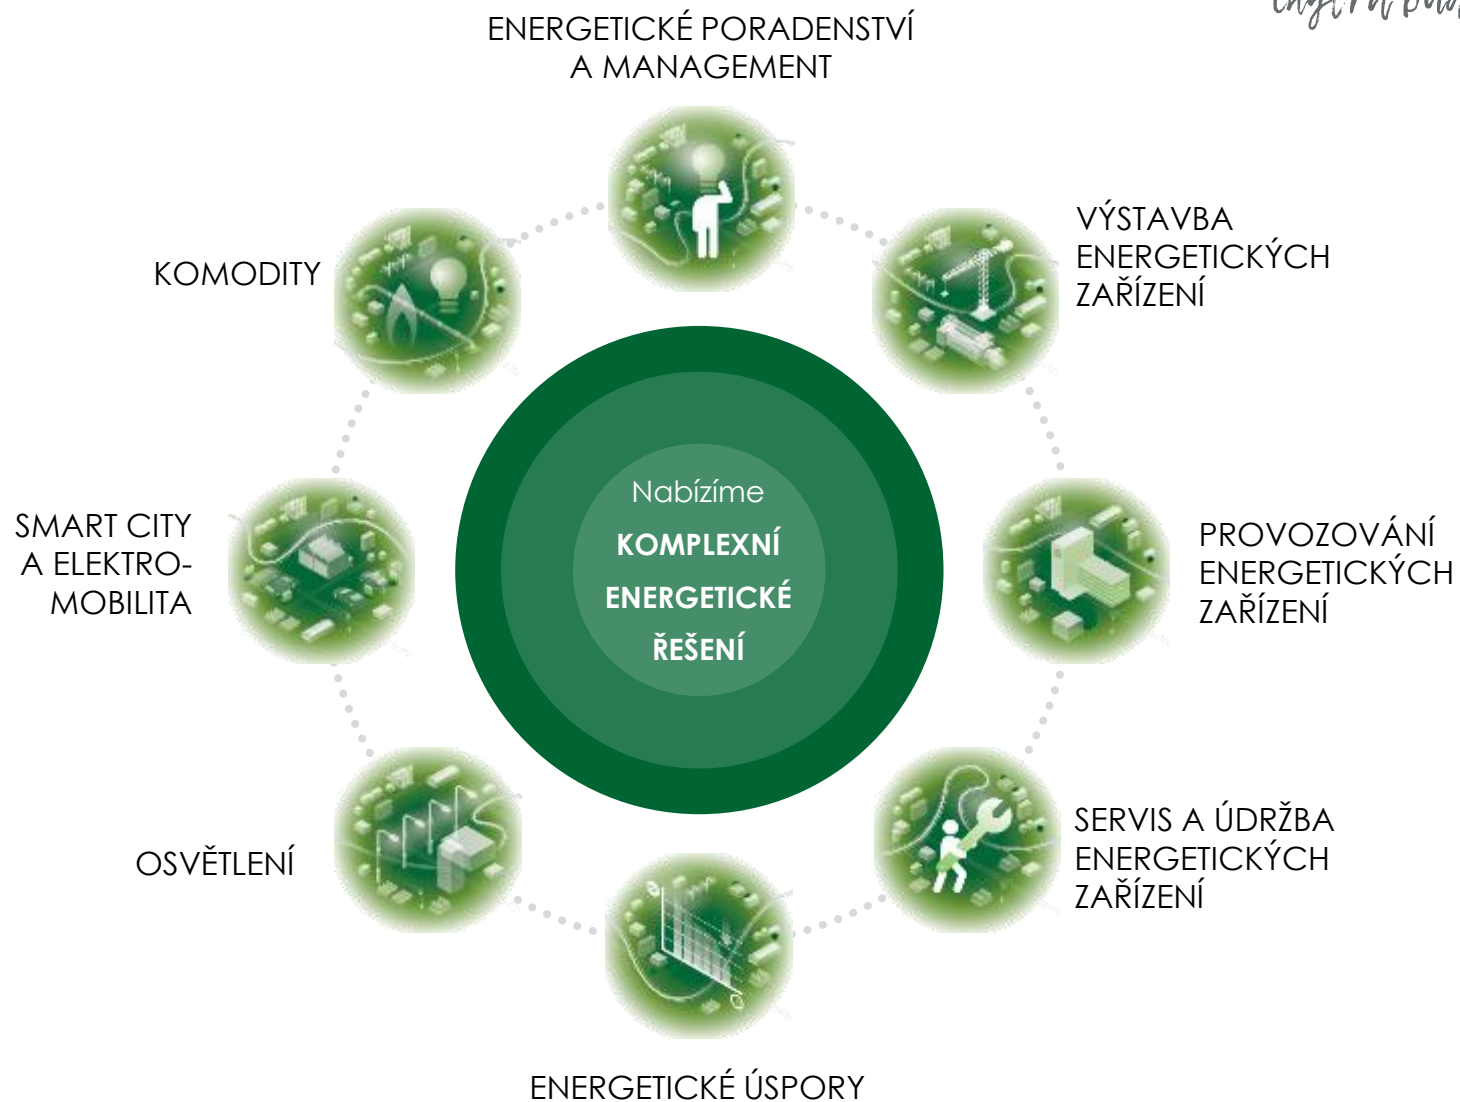 ENERGETICKÉ PORADENSTVÍ
A MANAGEMENT
VÝSTAVBA
ENERGETICKÝCH
ZAŘÍZENÍ
KOMODITY
Nabízíme
KOMPLEXNÍ
ENERGETICKÉ
ŘEŠENÍ
SMART CITY
A ELEKTRO-
MOBILITA
PROVOZOVÁNÍ
ENERGETICKÝCH
ZAŘÍZENÍ
OSVĚTLENÍ
SERVIS A ÚDRŽBA
ENERGETICKÝCH
ZAŘÍZENÍ
ENERGETICKÉ ÚSPORY